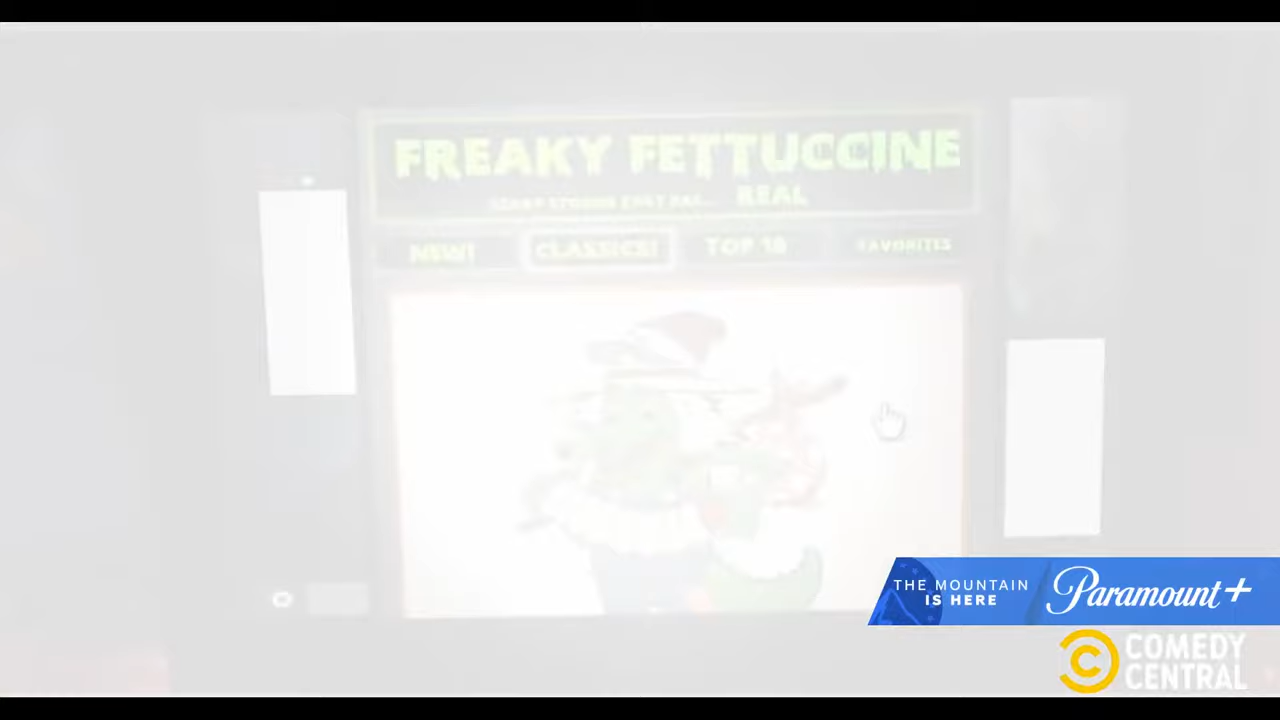 FREAKY FETTUCCINE
REAL
NEW!
CLASSICS!
TOP 10
FAVORITES
THE MOUNTAIN
IS HERE
Paramount+
COMEDY
CENTRAL